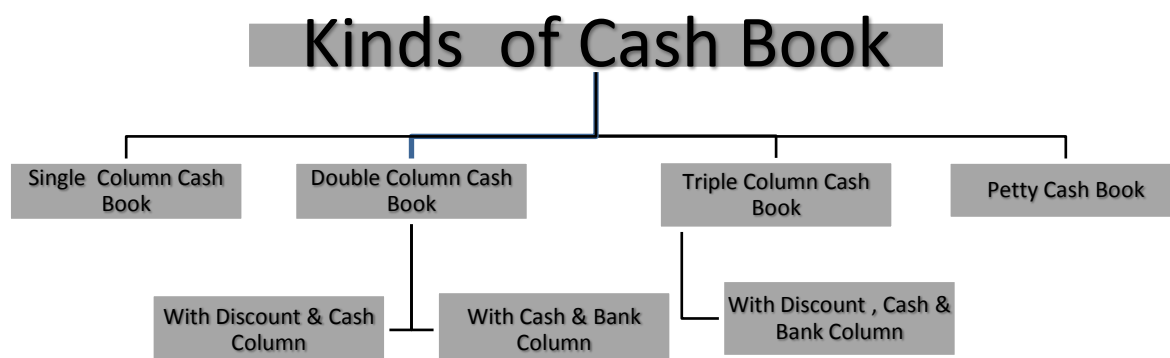 Kinds of Cash Book
Single Column Cash
Book
Double Column Cash
Book
Triple Column Cash
Book
Petty Cash Book
With Discount & Cash
Column
With Cash & Bank
Column
With Discount , Cash &
Bank Column